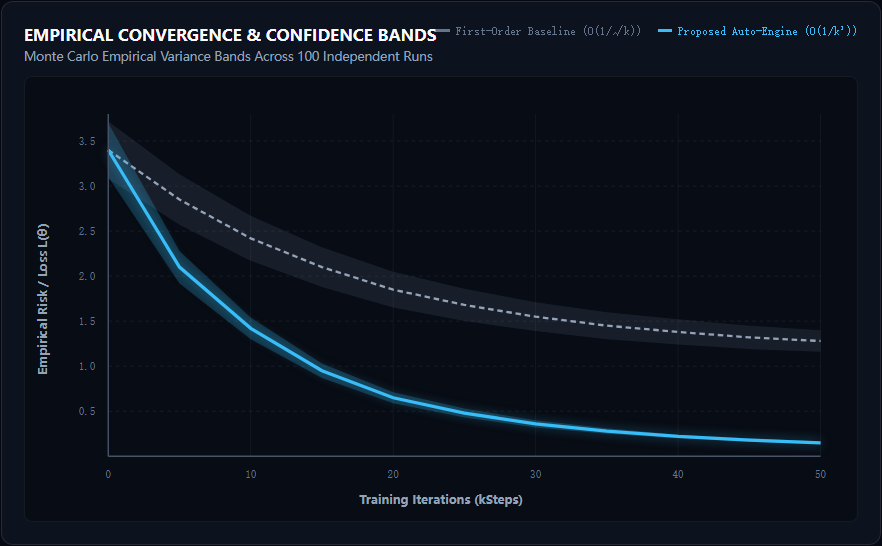 EMPIRICAL CONVERGENCE & CONFIDENCE BANDS
First-Order Baseline (O(1/√k))
Proposed Auto-Engine (O(1/k²))
Monte Carlo Empirical Variance Bands Across 100 Independent Runs
3.5
3.0
2.5
2.0
1.5
1.0
0.5
Empirical Risk / Loss L(θ)
0
10
20
30
40
50
Training Iterations (kSteps)